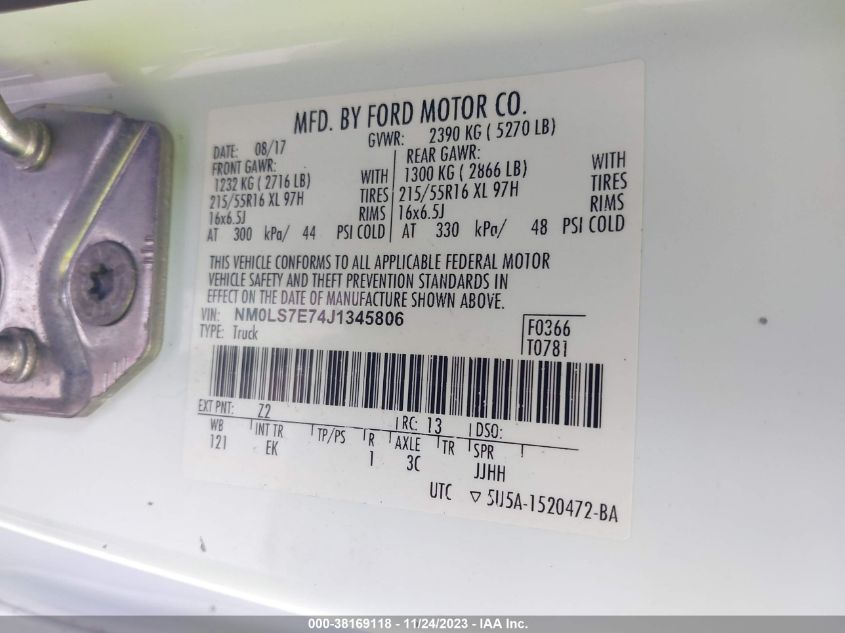 MFD. BY FORD MOTOR CO.
DATE: 08/17 GVWR: 2390 KG ( 5270 LB)
FRONT GAWR: REAR GAWR:
1232 KG ( 2716 LB) WITH 1300 KG ( 2866 LB) WITH
215/55R16 XL 97H TIRES 215/55R16 XL 97H TIRES
16x6.5J RIMS 16x6.5J RIMS
AT 300 kPa/ 44 PSI COLD AT 330 kPa/ 48 PSI COLD
THIS VEHICLE CONFORMS TO ALL APPLICABLE FEDERAL MOTOR
VEHICLE SAFETY AND THEFT PREVENTION STANDARDS IN
EFFECT ON THE DATE OF MANUFACTURE SHOWN ABOVE.
VIN: NM0LS7E74J1345806
TYPE: Truck
F0366
T0781
EXT PNT: Z2 RC: 13 DSO:
WB INT TR TP/PS R AXLE TR SPR
121 EK 1 3C JJHH
UTC ▽ 5U5A-1520472-BA
000-38169118 - 11/24/2023 - IAA Inc.